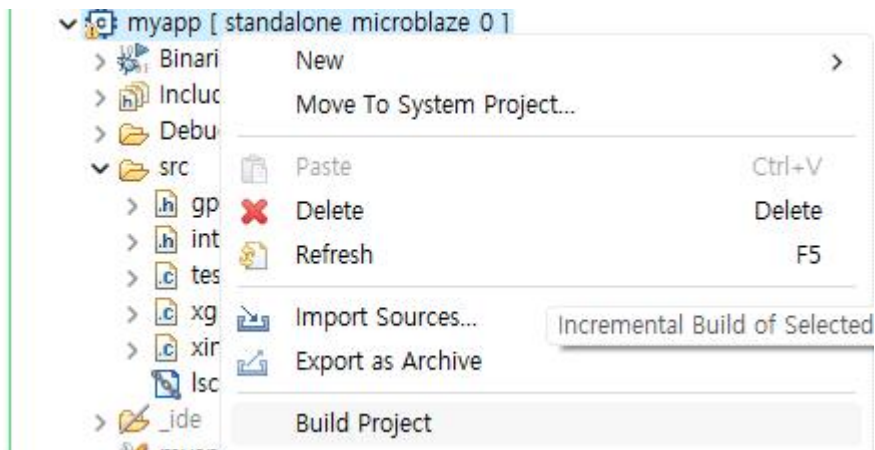 myapp [ standalone microblaze 0 ]
Binari
New
Includ
Move To System Project...
Debu
src
Paste Ctrl+V
gp
Delete Delete
int
Refresh F5
tes
xg
Import Sources...
Incremental Build of Selected
xin
Export as Archive
lsc
_ide
Build Project